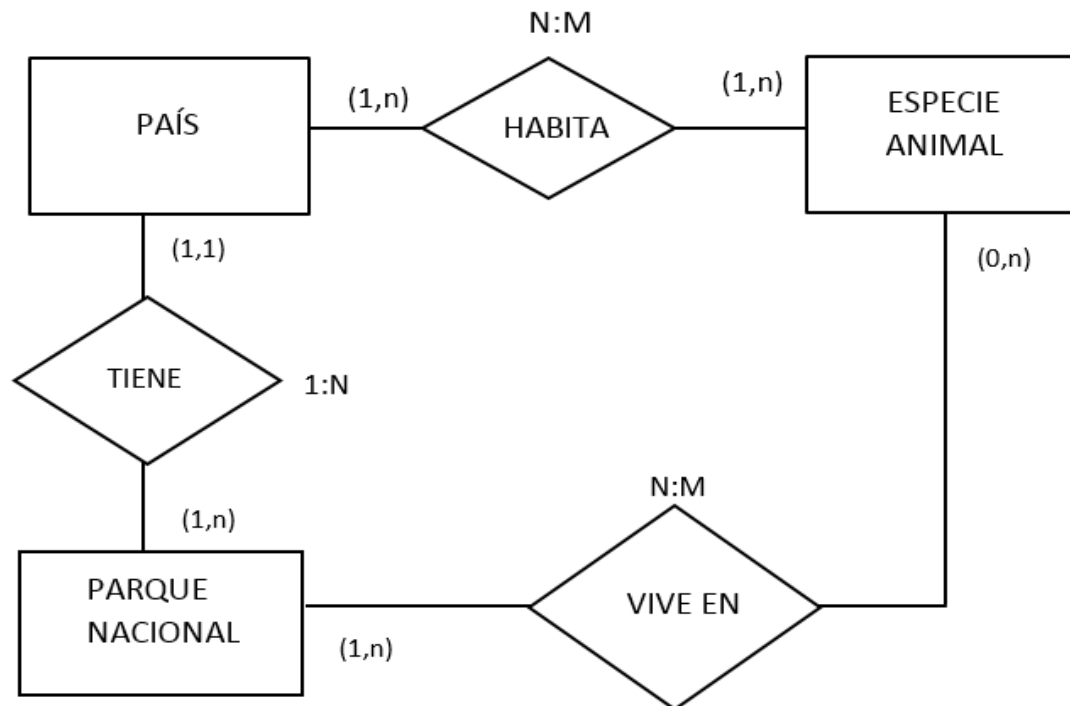 N:M
PAÍS
(1,n)
HABITA
(1,n)
ESPECIE
ANIMAL
(1,1)
(0,n)
TIENE
1:N
(1,n)
N:M
PARQUE
NACIONAL
VIVE EN
(1,n)